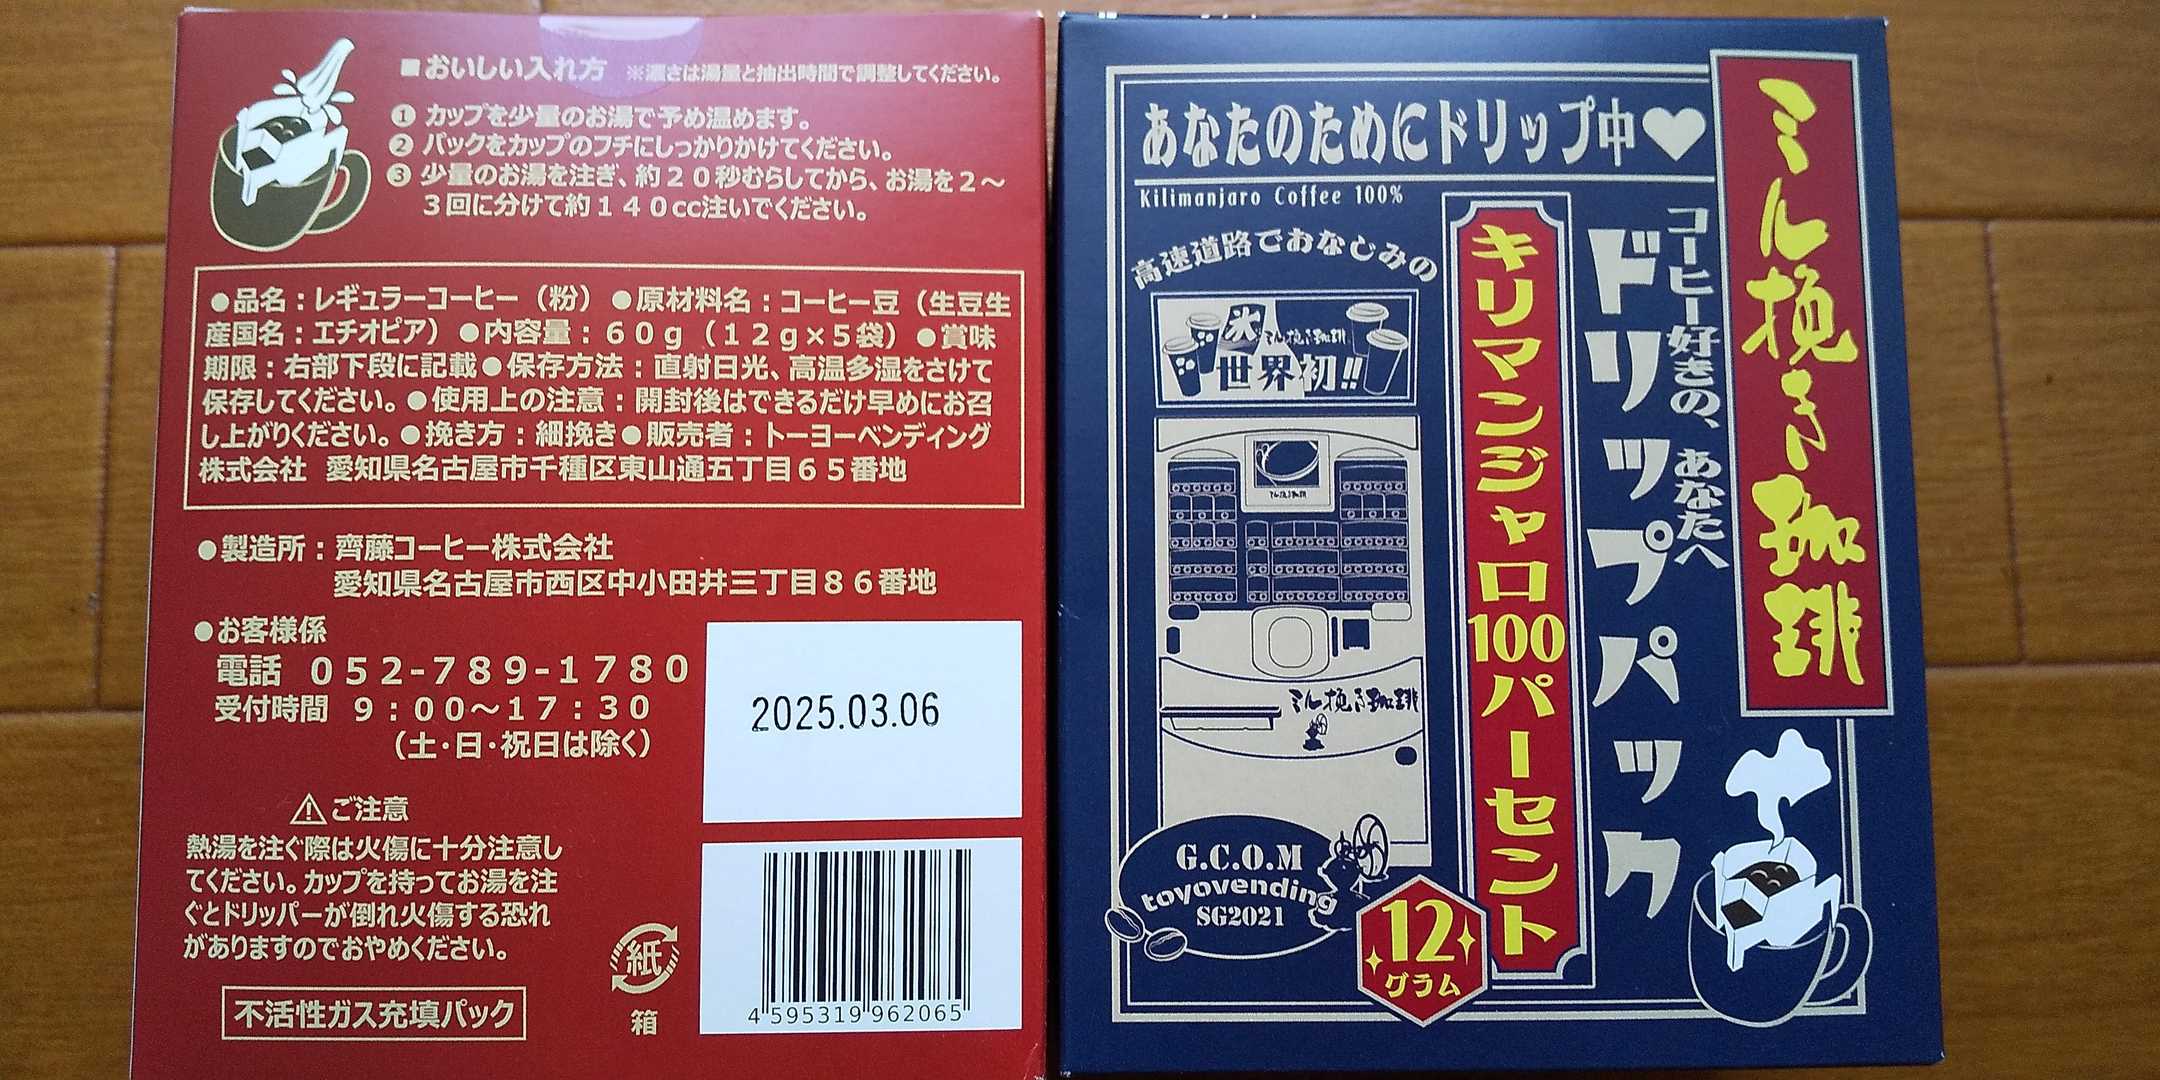 ■おいしい入れ方 ※濃さは湯量と抽出時間で調整してください。
❶ カップを少量のお湯で予め温めます。
❷ パックをカップのフチにしっかりかけてください。
❸ 少量のお湯を注ぎ、約２０秒むらしてから、お湯を２～
３回に分けて約１４０cc注いでください。
●品名：レギュラーコーヒー（粉）●原材料名：コーヒー豆（生豆生
産国名：エチオピア）●内容量：６０ｇ（１２ｇ×５袋）●賞味
期限：右部下段に記載●保存方法：直射日光、高温多湿をさけて
保存してください。●使用上の注意：開封後はできるだけ早めにお召
し上がりください。●挽き方：細挽き●販売者：トーヨーベンディング
株式会社 愛知県名古屋市千種区東山通五丁目６５番地
●製造所：齊藤コーヒー株式会社
愛知県名古屋市西区中小田井三丁目８６番地
●お客様係
電話 ０５２-７８９-１７８０
受付時間 ９：００～１７：３０
（土・日・祝日は除く）
2025.03.06
⚠ご注意
熱湯を注ぐ際は火傷に十分注意し
てください。カップを持ってお湯を注
ぐとドリッパーが倒れ火傷する恐れ
がありますのでおやめください。
不活性ガス充填パック
紙
箱
4 595319 962065
あなたのためにドリップ中♥
Kilimanjaro Coffee 100%
ミル挽き珈琲
コーヒー好きの、あなたへ
ドリップパック
キリマンジャロ100パーセント
高速道路でおなじみの
氷 ミル挽き珈琲
世界初!!
ミル挽き珈琲
ミル挽き珈琲
G.C.O.M
toyovending
SG2021
12
グラム